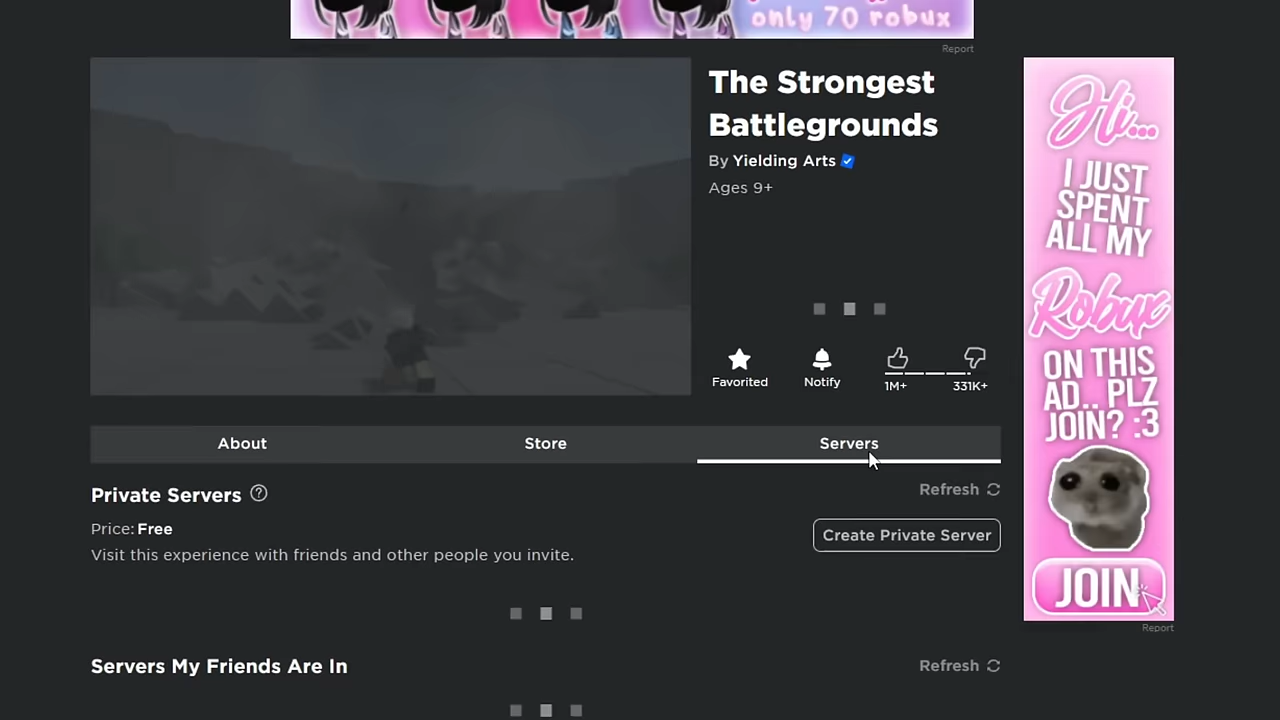 only 70 robux
Report
The Strongest
Battlegrounds
By Yielding Arts
Ages 9+
Favorited
Notify
1M+
331K+
About
Store
Servers
Private Servers
Refresh
Price: Free
Visit this experience with friends and other people you invite.
Create Private Server
Servers My Friends Are In
Refresh
Hi...
I JUST
SPENT
ALL MY
Robux
ON THIS
AD.. PLZ
JOIN? :3
JOIN
Report